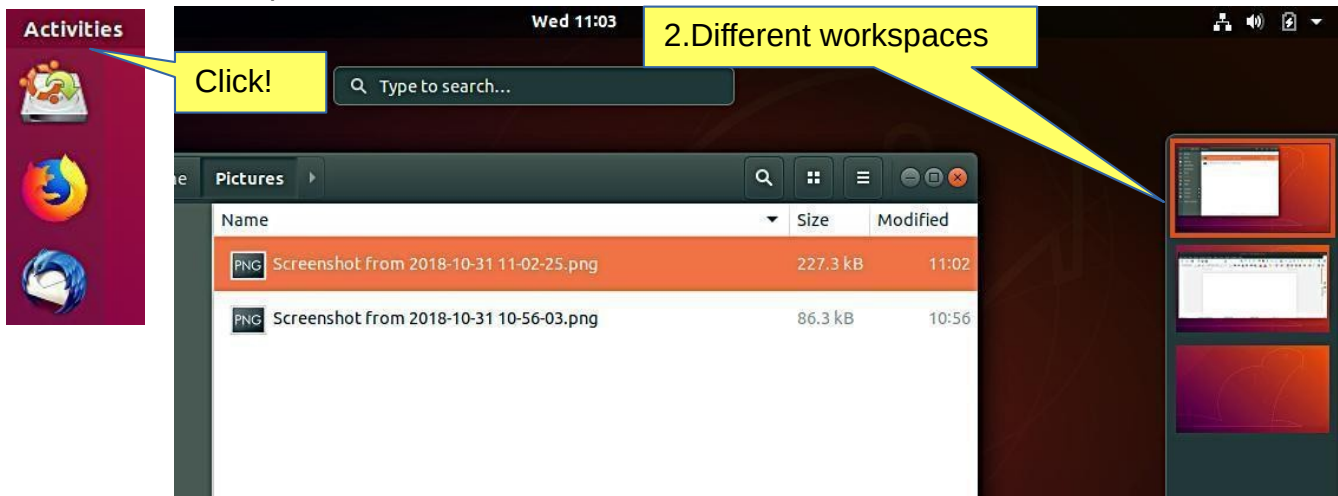 Activities
Click!
Wed 11:03
2.Different workspaces
Type to search...
Pictures
Name Size Modified
PNG Screenshot from 2018-10-31 11-02-25.png 227.3 kB 11:02
PNG Screenshot from 2018-10-31 10-56-03.png 86.3 kB 10:56